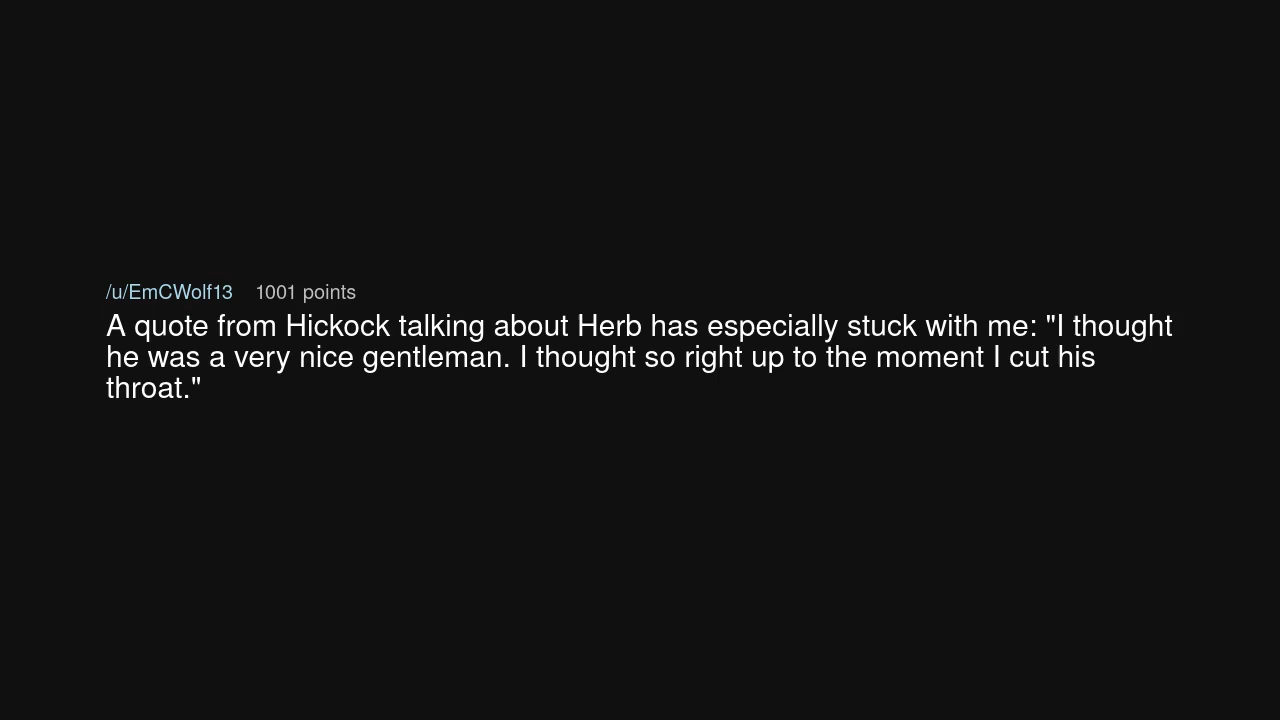 /u/EmCWolf13 1001 points
A quote from Hickock talking about Herb has especially stuck with me: "I thought
he was a very nice gentleman. I thought so right up to the moment I cut his
throat."